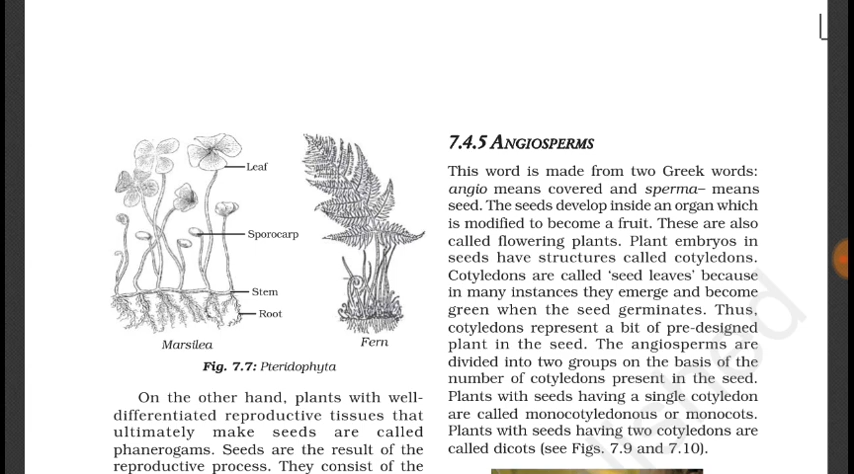 Leaf
Sporocarp
Stem
Root
Marsilea
Fern
Fig. 7.7: Pteridophyta
On the other hand, plants with well-
differentiated reproductive tissues that
ultimately make seeds are called
phanerogams. Seeds are the result of the
reproductive process. They consist of the
7.4.5 ANGIOSPERMS
This word is made from two Greek words:
angio means covered and sperma– means
seed. The seeds develop inside an organ which
is modified to become a fruit. These are also
called flowering plants. Plant embryos in
seeds have structures called cotyledons.
Cotyledons are called ‘seed leaves’ because
in many instances they emerge and become
green when the seed germinates. Thus,
cotyledons represent a bit of pre-designed
plant in the seed. The angiosperms are
divided into two groups on the basis of the
number of cotyledons present in the seed.
Plants with seeds having a single cotyledon
are called monocotyledonous or monocots.
Plants with seeds having two cotyledons are
called dicots (see Figs. 7.9 and 7.10).